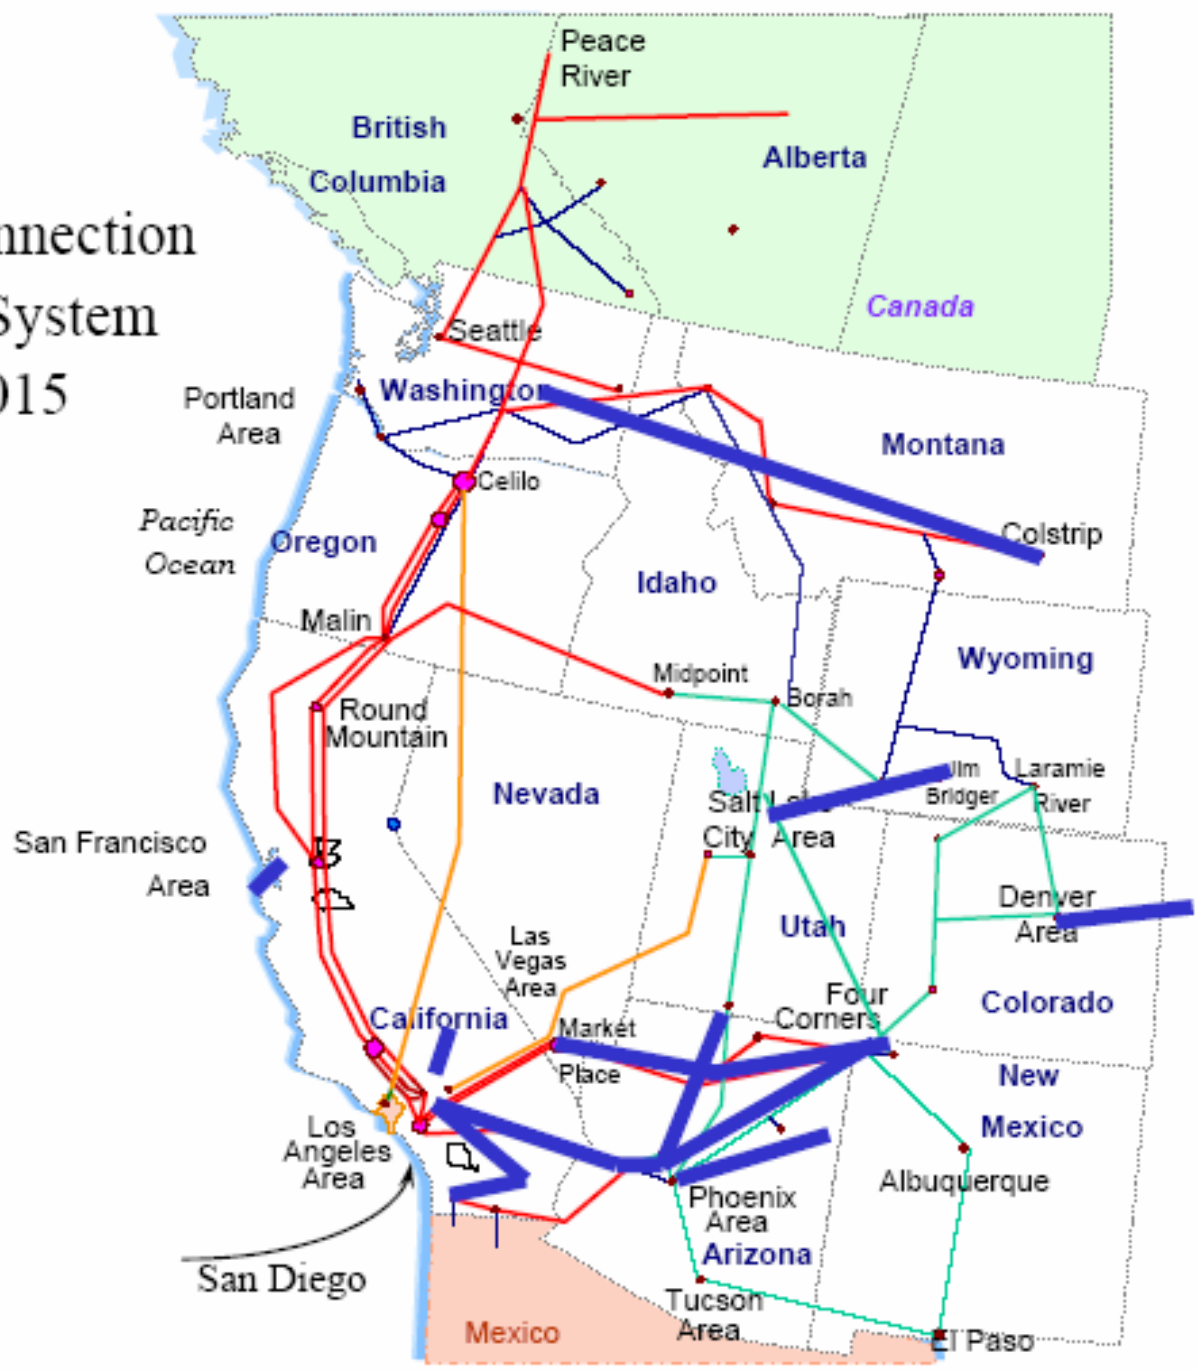 Peace
River
British
Columbia
Alberta
nnection
System
015
Canada
Seattle
Washington
Portland
Area
Montana
Celilo
Colstrip
Pacific
Ocean
Oregon
Idaho
Malin
Wyoming
Midpoint
Borah
Round
Mountain
Nevada
Jim
Bridger
Laramie
River
Salt Lake
City Area
San Francisco
Area
Denver
Area
Utah
Las
Vegas
Area
Four
Corners
Colorado
California
Market
Place
New
Mexico
Los
Angeles
Area
Albuquerque
Phoenix
Area
Arizona
San Diego
Tucson
Area
Mexico
El Paso